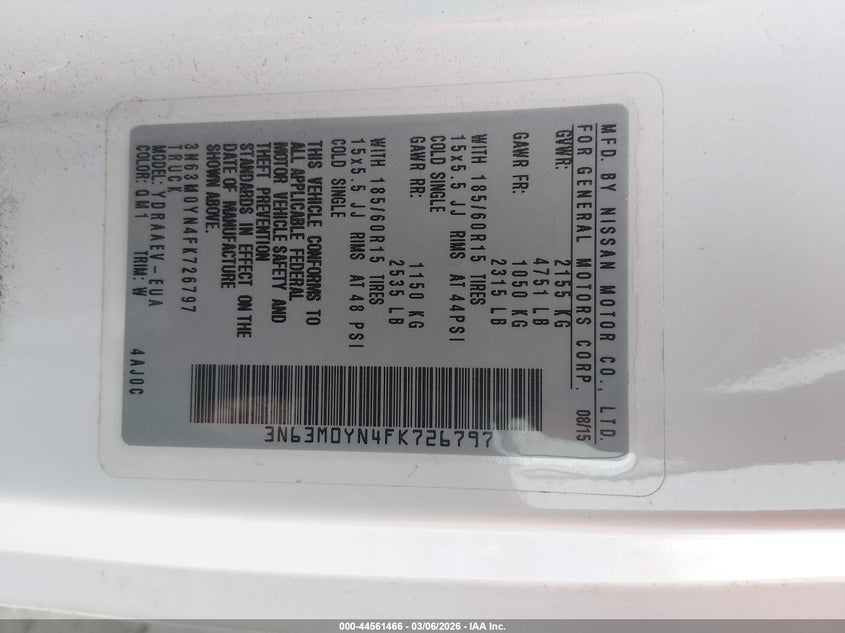 MFD. BY NISSAN MOTOR CO., LTD.
FOR GENERAL MOTORS CORP. 08/15
GVWR: 2155 KG
4751 LB
GAWR FR: 1050 KG
2315 LB
WITH 185/60R15 TIRES
15x5.5 JJ RIMS AT 44PSI
COLD SINGLE
GAWR RR: 1150 KG
2535 LB
WITH 185/60R15 TIRES
15x5.5 JJ RIMS AT 48 PSI
COLD SINGLE
THIS VEHICLE CONFORMS TO
ALL APPLICABLE FEDERAL
MOTOR VEHICLE SAFETY AND
THEFT PREVENTION
STANDARDS IN EFFECT ON THE
DATE OF MANUFACTURE
SHOWN ABOVE.
3N63M0YN4FK726797
TRUCK
MODEL: YDRAAEV-EUA
COLOR: QM1 TRIM: W 4AJ0C
3N63M0YN4FK726797
000-44561466 — 03/06/2026 — IAA Inc.